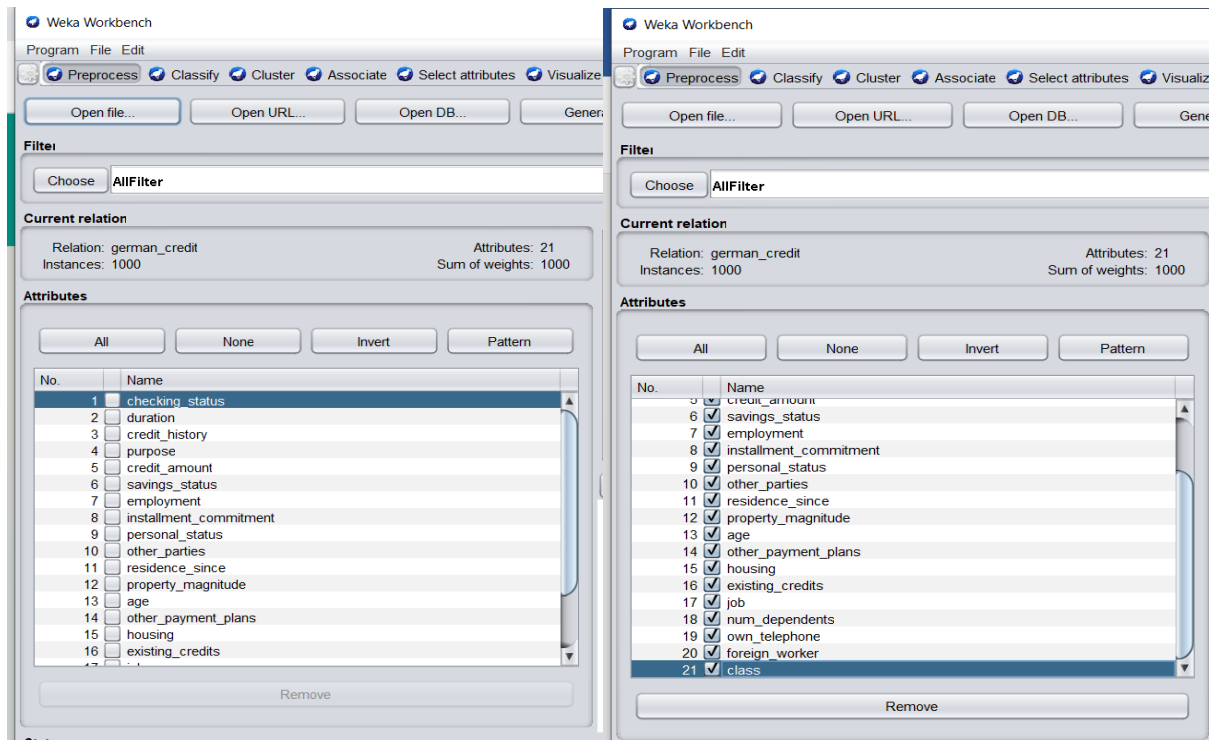 Weka Workbench
Program File Edit
Preprocess Classify Cluster Associate Select attributes Visualize
Open file... Open URL... Open DB... Genera
Filter
Choose AllFilter
Current relation
Relation: german_credit Attributes: 21
Instances: 1000 Sum of weights: 1000
Attributes
All None Invert Pattern
No. Name
1 checking_status
2 duration
3 credit_history
4 purpose
5 credit_amount
6 savings_status
7 employment
8 installment_commitment
9 personal_status
10 other_parties
11 residence_since
12 property_magnitude
13 age
14 other_payment_plans
15 housing
16 existing_credits
Remove
Weka Workbench
Program File Edit
Preprocess Classify Cluster Associate Select attributes Visualiz
Open file... Open URL... Open DB... Gene
Filter
Choose AllFilter
Current relation
Relation: german_credit Attributes: 21
Instances: 1000 Sum of weights: 1000
Attributes
All None Invert Pattern
No. Name
5 credit_amount
6 savings_status
7 employment
8 installment_commitment
9 personal_status
10 other_parties
11 residence_since
12 property_magnitude
13 age
14 other_payment_plans
15 housing
16 existing_credits
17 job
18 num_dependents
19 own_telephone
20 foreign_worker
21 class
Remove